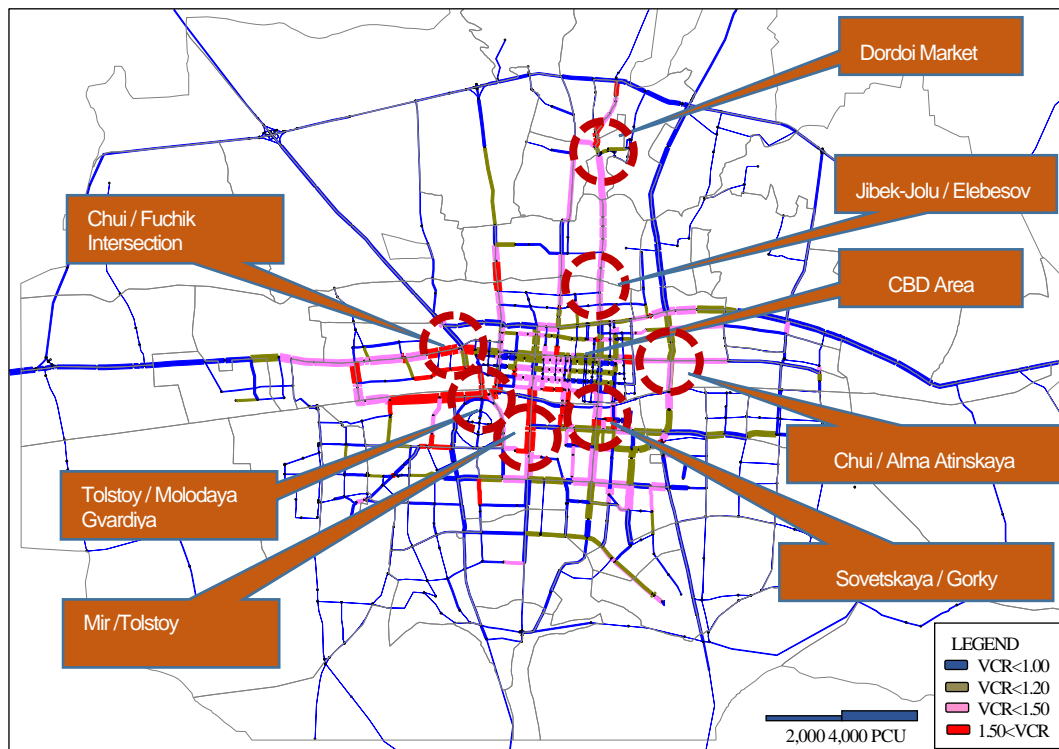 Dordoi Market
Jibek-Jolu / Elebesov
Chui / Fuchik
Intersection
CBD Area
Chui / Alma Atinskaya
Tolstoy / Molodaya
Gvardiya
Sovetskaya / Gorky
Mir /Tolstoy
LEGEND
VCR<1.00
VCR<1.20
VCR<1.50
1.50<VCR
2,000 4,000 PCU